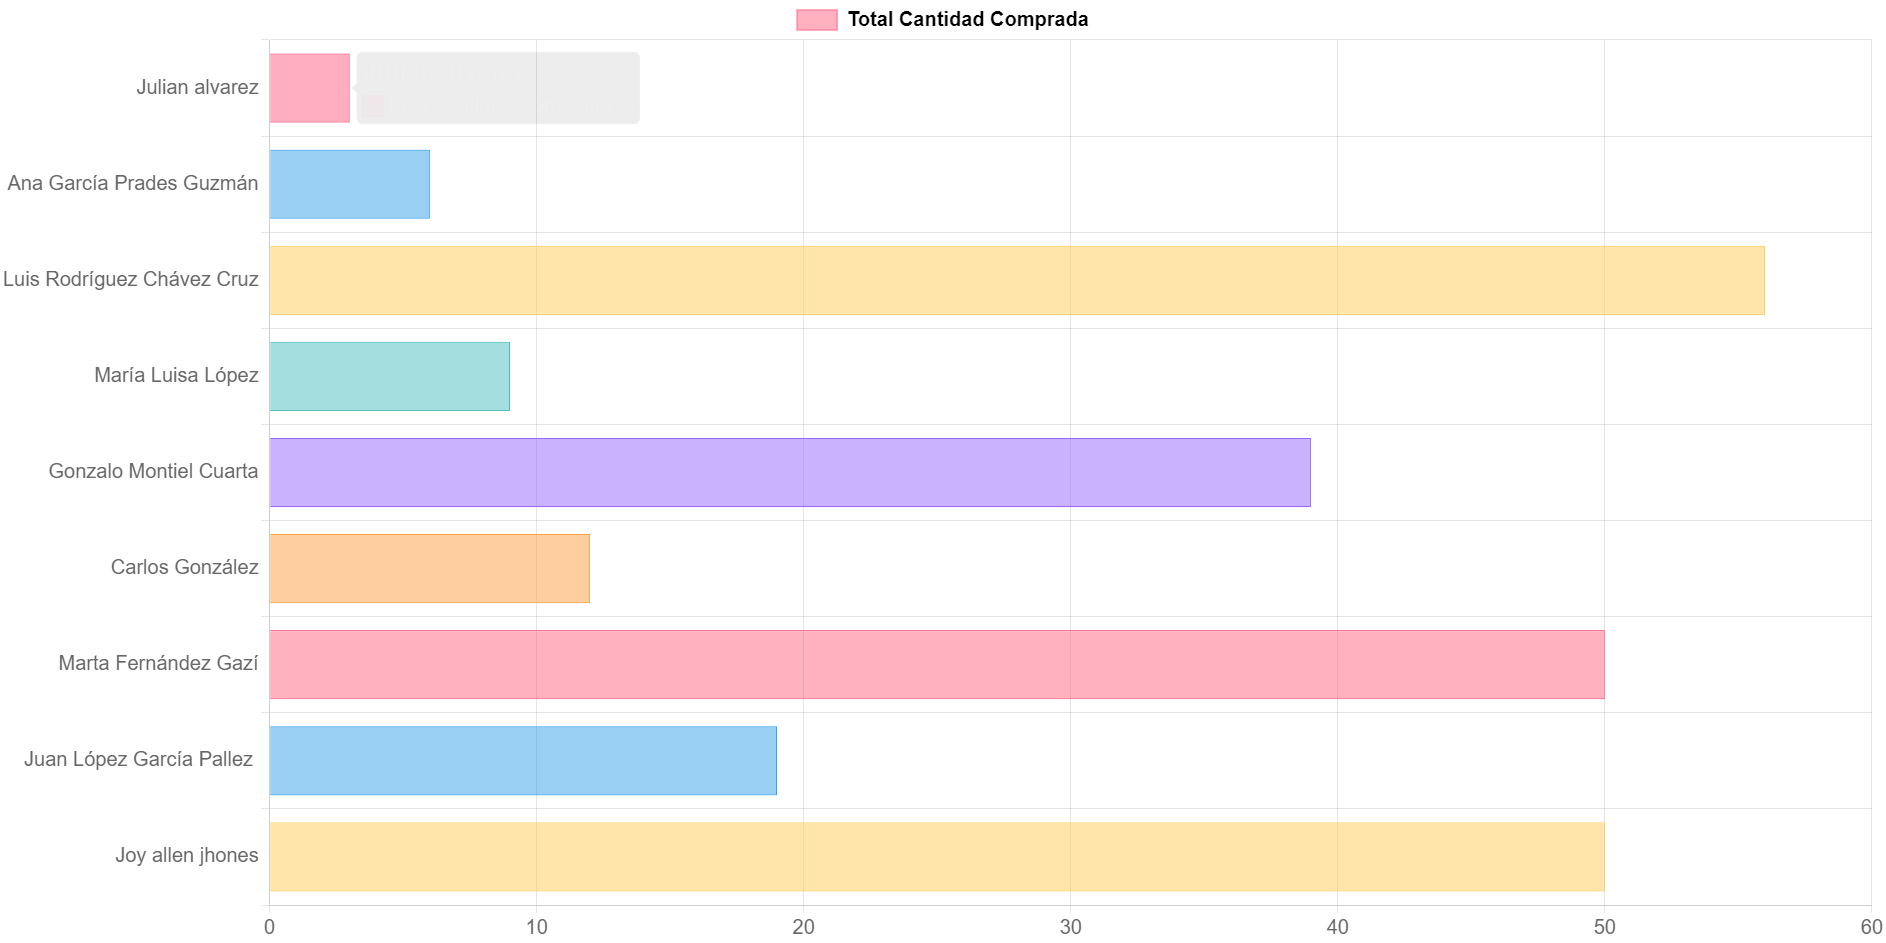 Total Cantidad Comprada
Julian alvarez
Ana García Prades Guzmán
Luis Rodríguez Chávez Cruz
María Luisa López
Gonzalo Montiel Cuarta
Carlos González
Marta Fernández Gazí
Juan López García Pallez
Joy allen jhones
0 10 20 30 40 50 60